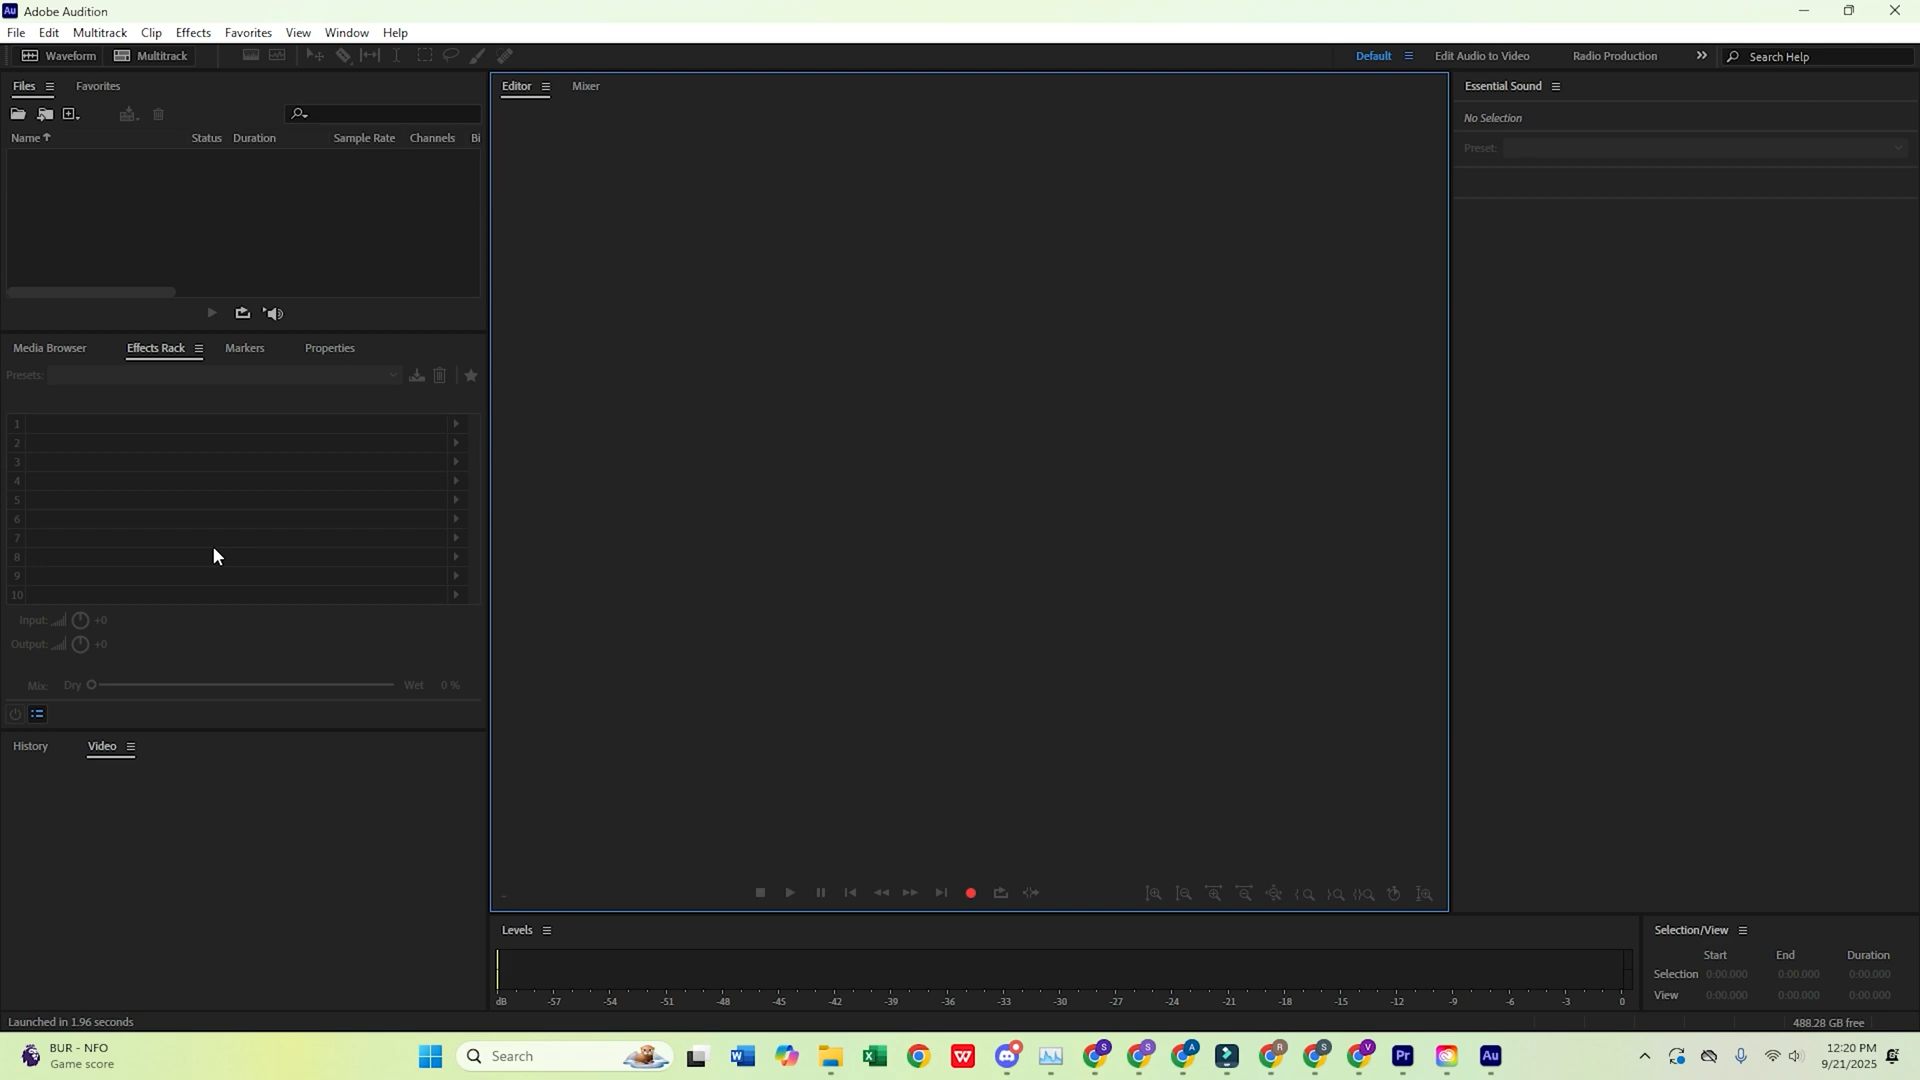 Au Adobe Audition
File Edit Multitrack Clip Effects Favorites View Window Help
Waveform Multitrack Default Edit Audio to Video Radio Production Search Help
Files Favorites
Name Status Duration Sample Rate Channels Bi
Media Browser Effects Rack Markers Properties
Presets:
1
2
3
4
5
6
7
8
9
10
Input: +0
Output: +0
Mix: Dry Wet 0 %
History Video
Editor Mixer
Essential Sound
No Selection
Preset:
Levels
dB -57 -54 -51 -48 -45 -42 -39 -36 -33 -30 -27 -24 -21 -18 -15 -12 -9 -6 -3 0
Selection/View
Start End Duration
Selection 0:00.000 0:00.000 0:00.000
View 0:00.000 0:00.000 0:00.000
Launched in 1.96 seconds 488.28 GB free
BUR - NFO
Game score
Search
S S A R S V Pr Au
12:20 PM
9/21/2025